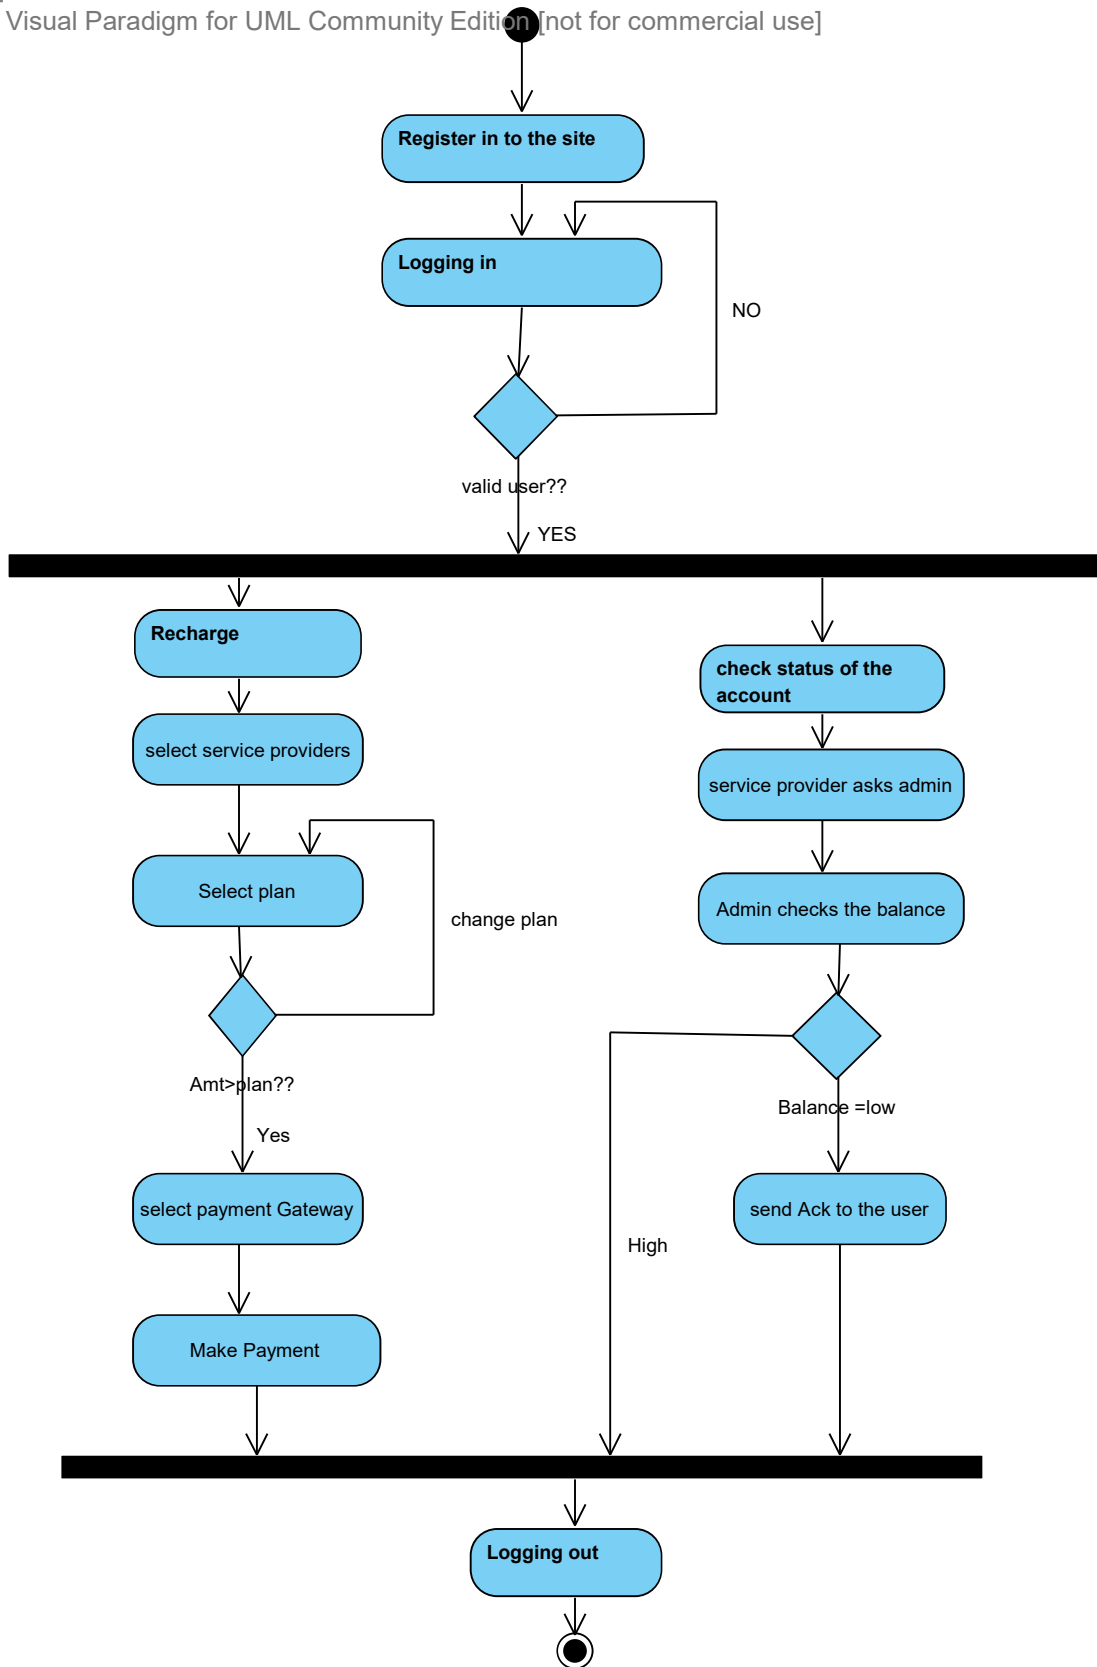 Visual Paradigm for UML Community Edition [not for commercial use]
Register in to the site
Logging in
NO
valid user??
YES
Recharge
select service providers
Select plan
change plan
Amt>plan??
Yes
select payment Gateway
Make Payment
check status of the
account
service provider asks admin
Admin checks the balance
Balance =low
send Ack to the user
High
Logging out